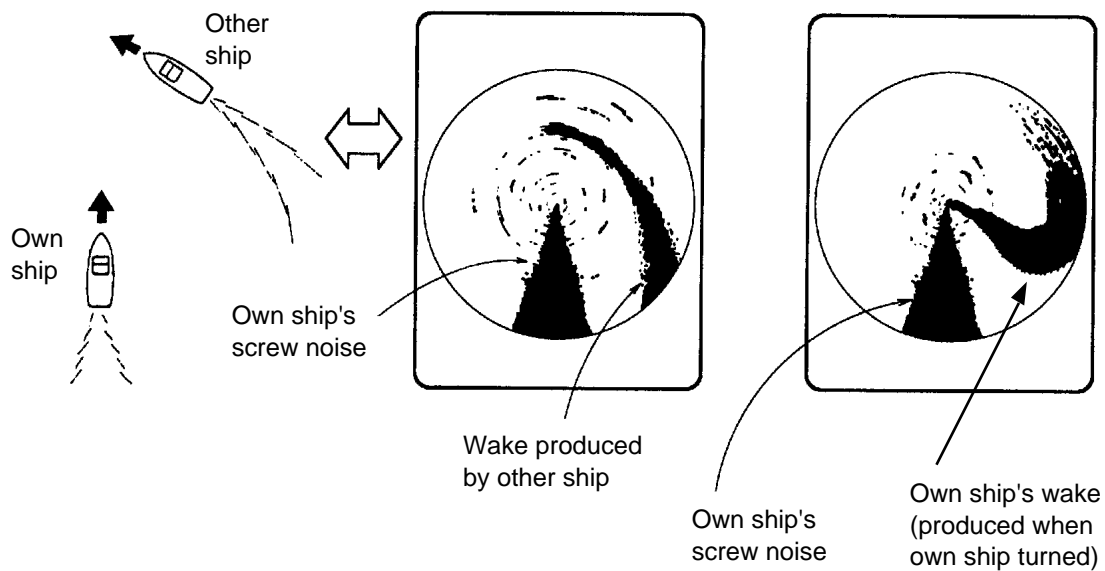 Other
ship
Own
ship
Own ship's
screw noise
Wake produced
by other ship
Own ship's
screw noise
Own ship's wake
(produced when
own ship turned)